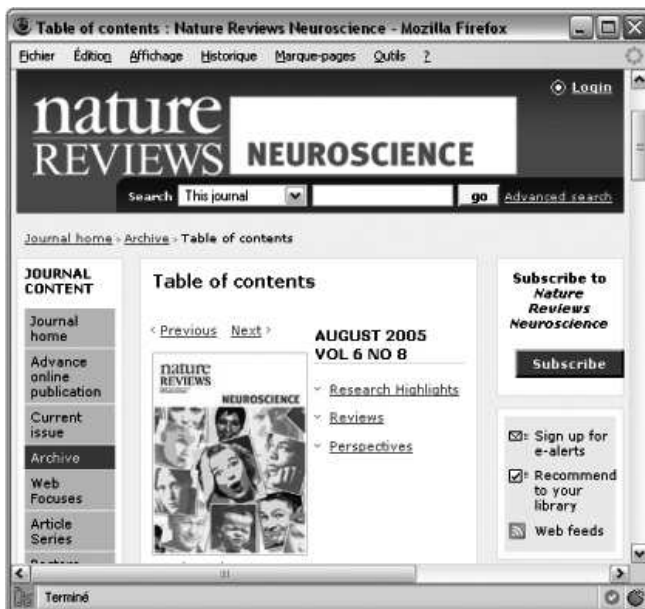 Table of contents : Nature Reviews Neuroscience - Mozilla Firefox
Fichier Édition Affichage Historique Marque-pages Outils ?
Login
nature
REVIEWS NEUROSCIENCE
Search This journal go Advanced search
Journal home > Archive > Table of contents
JOURNAL
CONTENT
Journal
home
Advance
online
publication
Current
issue
Archive
Web
Focuses
Article
Series
Table of contents
< Previous Next >
nature
REVIEWS
NEUROSCIENCE
AUGUST 2005
VOL 6 NO 8
Research Highlights
Reviews
Perspectives
Subscribe to
Nature
Reviews
Neuroscience
Subscribe
Sign up for
e-alerts
Recommend
to your
library
Web feeds
Terminé